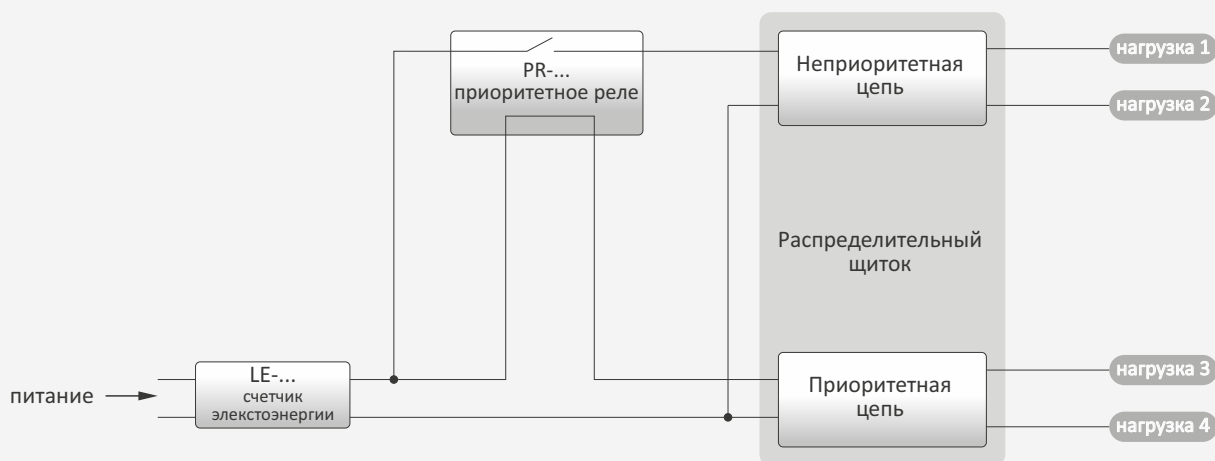 PR-...
приоритетное реле
Неприоритетная
цепь
нагрузка 1
нагрузка 2
Распределительный
щиток
питание
LE-...
счетчик
элекстоэнергии
Приоритетная
цепь
нагрузка 3
нагрузка 4